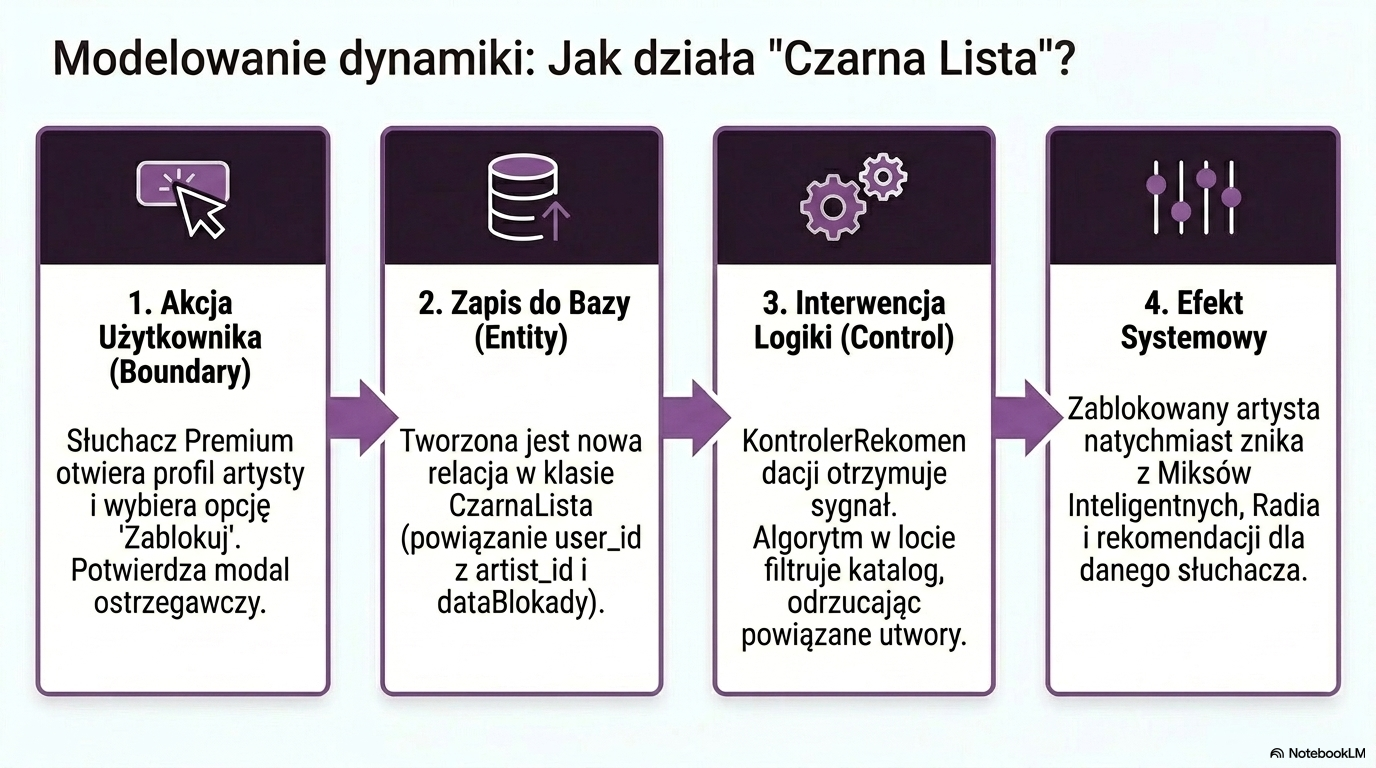 Modelowanie dynamiki: Jak działa "Czarna Lista"?
1. Akcja
Użytkownika
(Boundary)
Słuchacz Premium
otwiera profil artysty
i wybiera opcję
'Zablokuj'.
Potwierdza modal
ostrzegawczy.
2. Zapis do Bazy
(Entity)
Tworzona jest nowa
relacja w klasie
CzarnaLista
(powiązanie user_id
z artist_id i
dataBlokady).
3. Interwencja
Logiki (Control)
KontrolerRekomen
dacji otrzymuje
sygnał.
Algorytm w locie
filtruje katalog,
odrzucając
powiązane utwory.
4. Efekt
Systemowy
Zablokowany artysta
natychmiast znika
z Miksów
Inteligentnych, Radia
i rekomendacji dla
danego słuchacza.
NotebookLM